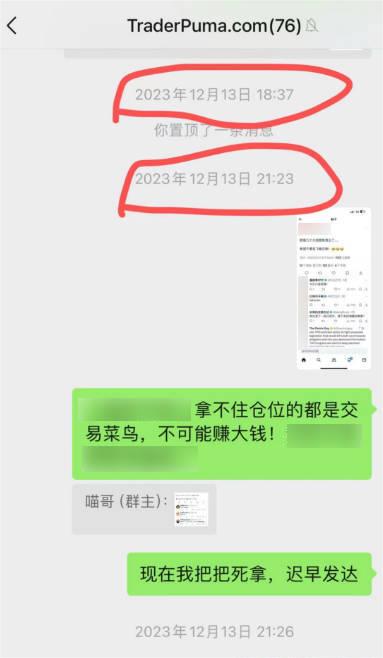 TraderPuma.com(76)
2023年12月13日 18:37
你置顶了一条消息
2023年12月13日 21:23
拿不住仓位的都是交
易菜鸟，不可能赚大钱！
喵哥 (群主)：
现在我把把死拿，迟早发达
2023年12月13日 21:26